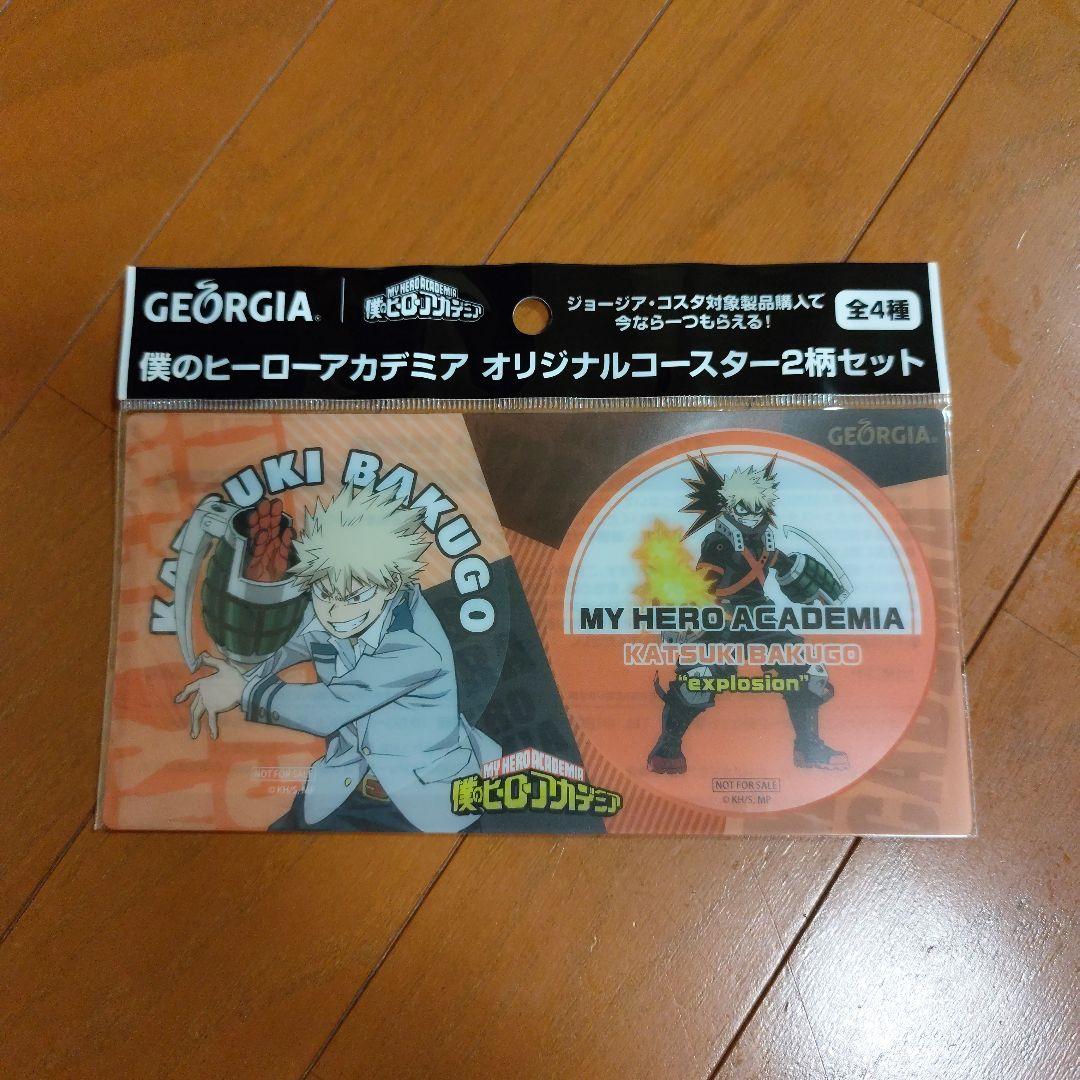 GEORGIA
MY HERO ACADEMIA
僕のヒーローアカデミア
ジョージア・コスタ対象製品購入で
今なら一つもらえる!
全4種
僕のヒーローアカデミア オリジナルコースター2柄セット
KATSUKI BAKUGO
NOT FOR SALE
©KH/S, MP
GEORGIA
MY HERO ACADEMIA
KATSUKI BAKUGO
"explosion"
NOT FOR SALE
©KH/S, MP
MY HERO ACADEMIA
僕のヒーローアカデミア